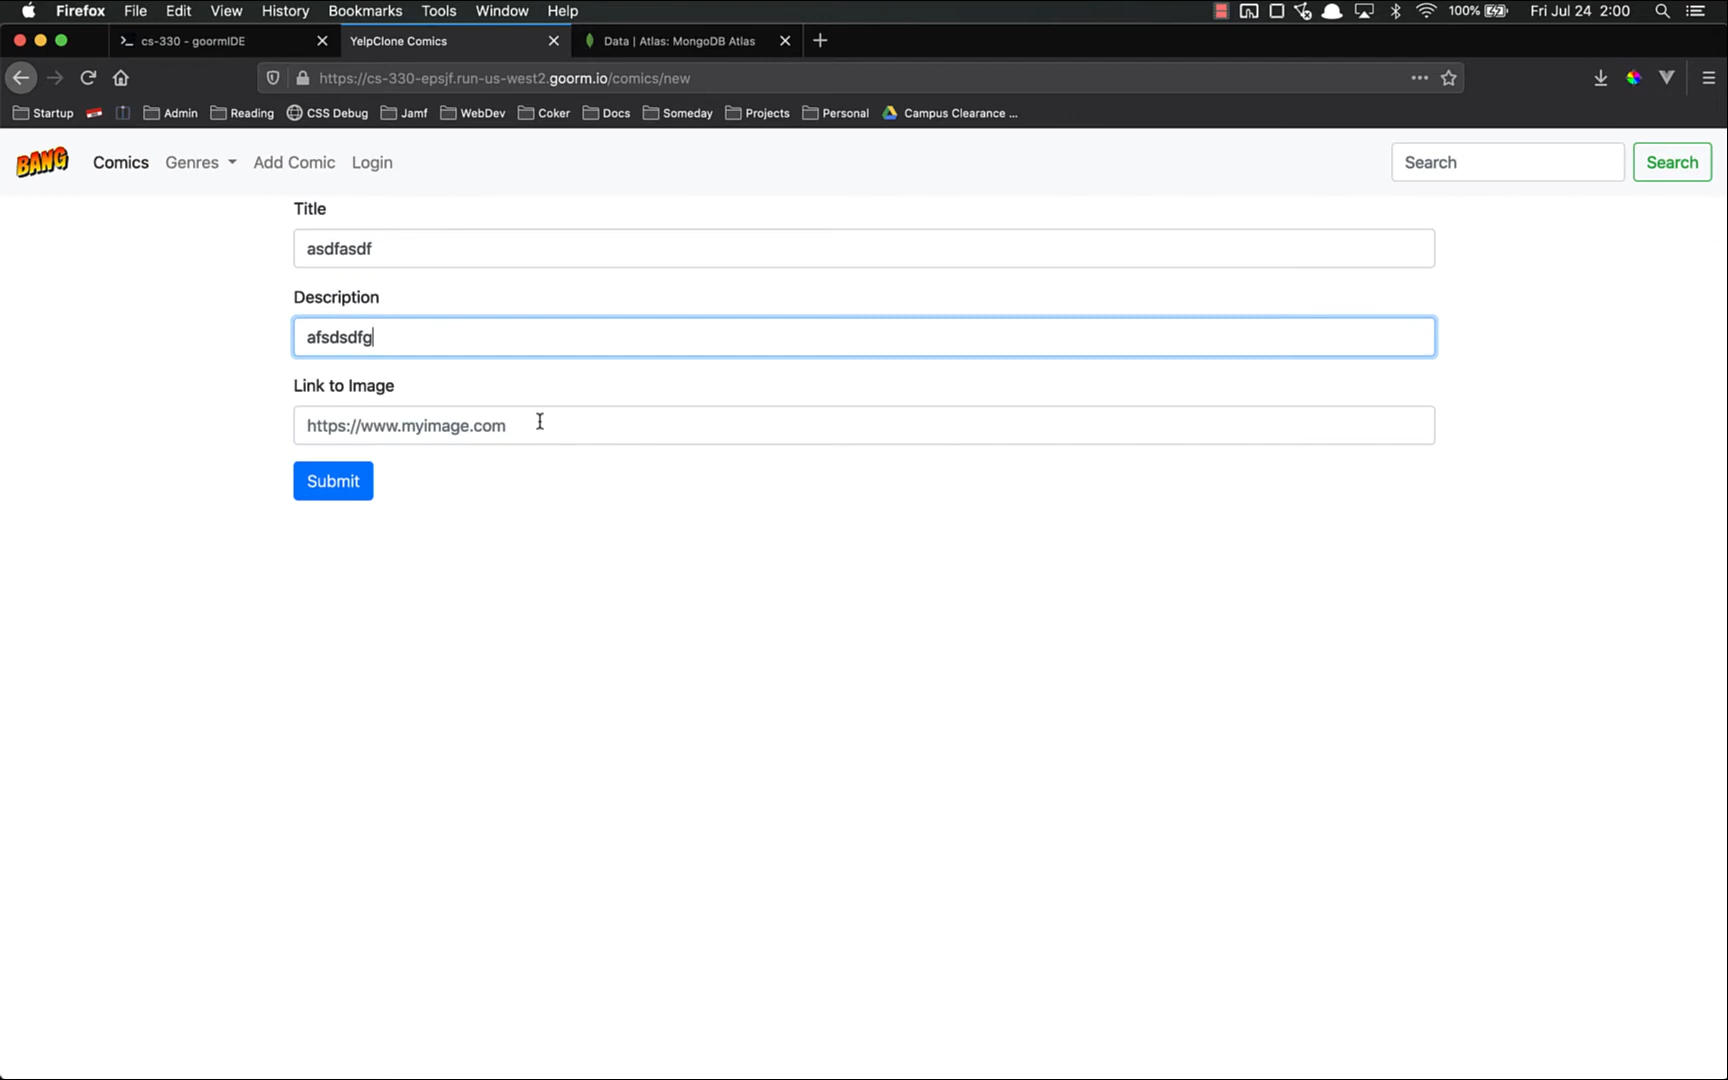 Firefox File Edit View History Bookmarks Tools Window Help 100% Fri Jul 24 2:00
cs-330 - goormIDE YelpClone Comics Data | Atlas: MongoDB Atlas
https://cs-330-epsjf.run-us-west2.goorm.io/comics/new
Startup Admin Reading CSS Debug Jamf WebDev Coker Docs Someday Projects Personal Campus Clearance ...
BANG Comics Genres Add Comic Login Search Search
Title
asdfasdf
Description
afsdsdfg
Link to Image
https://www.myimage.com
Submit